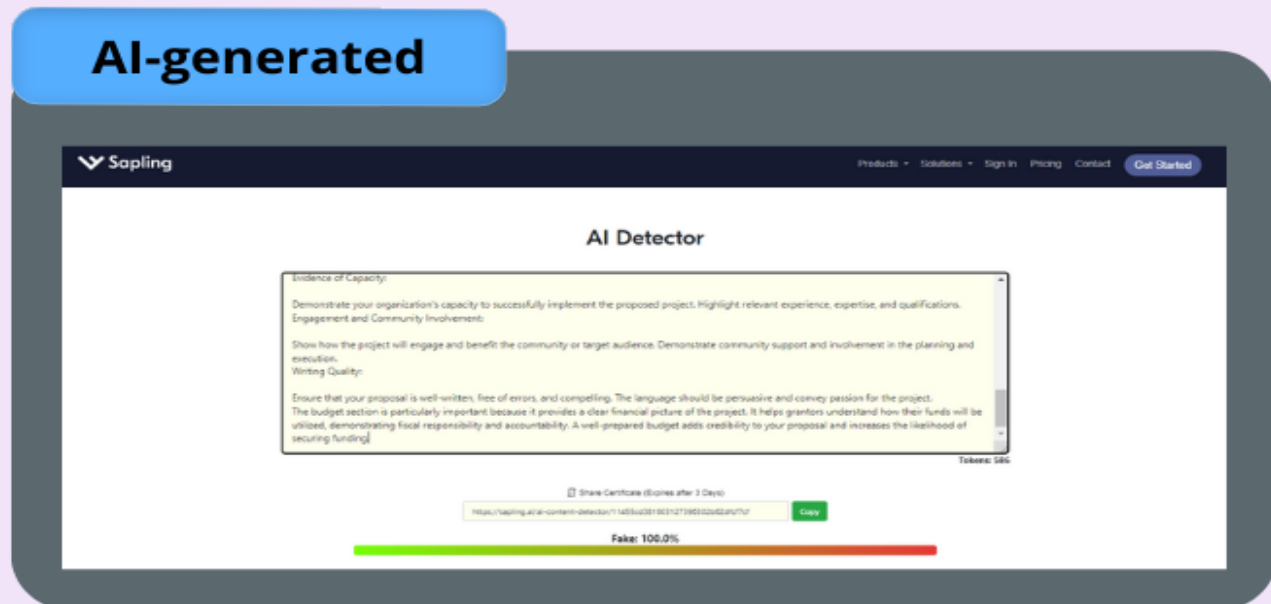 AI-generated
Sapling
Products Solutions Sign In Pricing Contact Get Started
AI Detector
Evidence of Capacity:
Demonstrate your organization's capacity to successfully implement the proposed project. Highlight relevant experience, expertise, and qualifications.
Engagement and Community Involvement:
Show how the project will engage and benefit the community or target audience. Demonstrate community support and involvement in the planning and
execution.
Writing Quality:
Ensure that your proposal is well-written, free of errors, and compelling. The language should be persuasive and convey passion for the project.
The budget section is particularly important because it provides a clear financial picture of the project. It helps grantors understand how their funds will be
utilized, demonstrating fiscal responsibility and accountability. A well-prepared budget adds credibility to your proposal and increases the likelihood of
securing funding
Tokens: 586
Share Certificate (Expires after 3 Days)
Copy
Fake: 100.0%